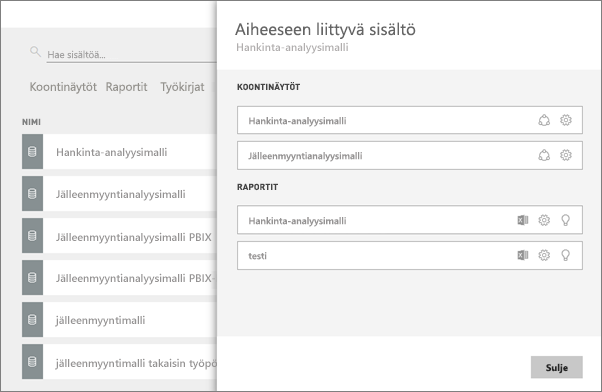 Hae sisältöä...
Koontinäytöt Raportit Työkirjat
NIMI
Hankinta-analyysimalli
Jälleenmyyntianalyysimalli
Jälleenmyyntianalyysimalli PBIX
Jälleenmyyntianalyysimalli PBIX-
jälleenmyyntimalli
jälleenmyyntimalli takaisin työpö
Aiheeseen liittyvä sisältö
Hankinta-analyysimalli
KOONTINÄYTÖT
Hankinta-analyysimalli
Jälleenmyyntianalyysimalli
RAPORTIT
Hankinta-analyysimalli
testi
Sulje